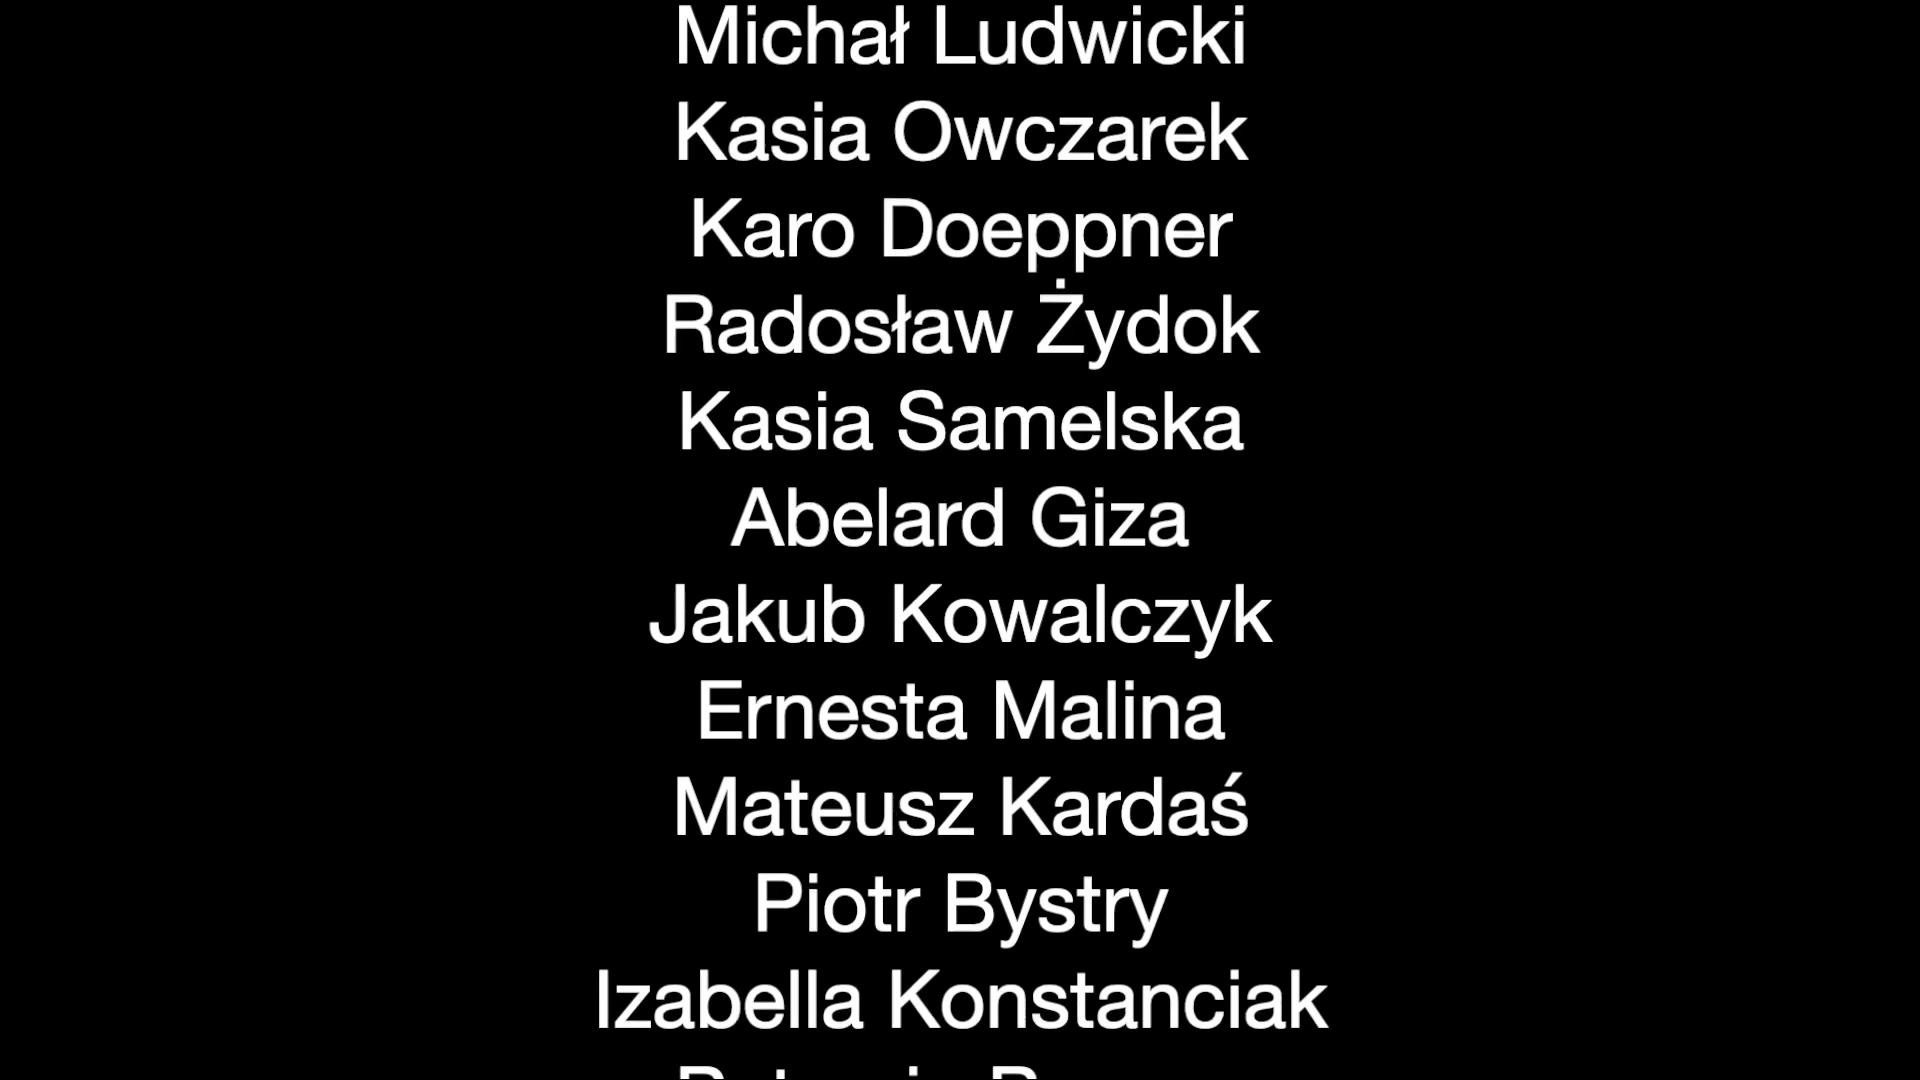 Michał Ludwicki
Kasia Owczarek
Karo Doeppner
Radosław Żydok
Kasia Samelska
Abelard Giza
Jakub Kowalczyk
Ernesta Malina
Mateusz Kardaś
Piotr Bystry
Izabella Konstanciak